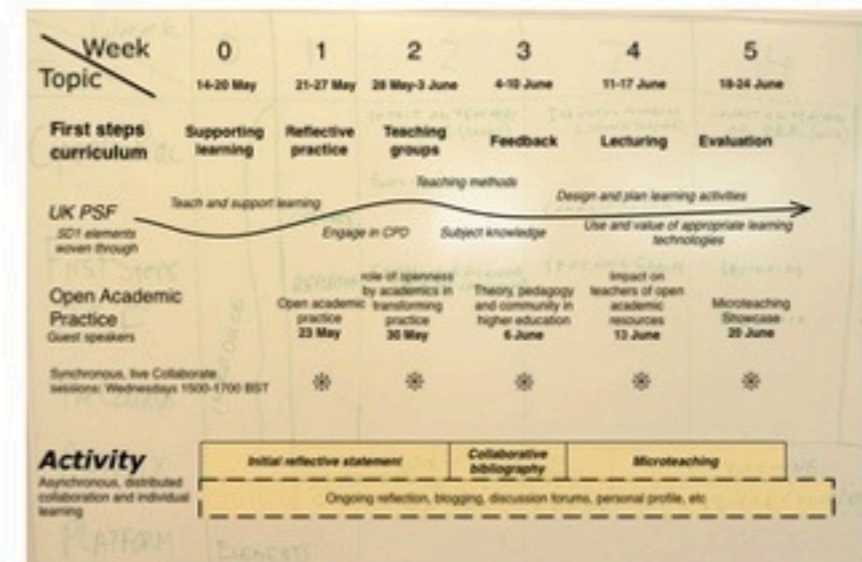 Week 0 1 2 3 4 5
Topic 14-20 May 21-27 May 28 May-3 June 4-10 June 11-17 June 18-24 June
First steps curriculum
Supporting learning
Reflective practice
Teaching groups
Feedback
Lecturing
Evaluation
UK PSF
SD1 elements
woven through
Teach and support learning
Engage in CPD
Teaching methods
Subject knowledge
Design and plan learning activities
Use and value of appropriate learning
technologies
Open Academic
Practice
Guest speakers
Open academic
practice
23 May
role of openness
by academics in
transforming
practice
30 May
Theory, pedagogy
and community in
higher education
6 June
Impact on
teachers of open
academic
resources
13 June
Microteaching
Showcase
20 June
Synchronous, live Collaborate
sessions: Wednesdays 1500-1700 BST
Activity
Asynchronous, distributed
collaboration and individual
learning
Initial reflective statement
Collaborative
bibliography
Microteaching
Ongoing reflection, blogging, discussion forums, personal profile, etc
FIRST STEPS
PLATFORM
ELEMENTS